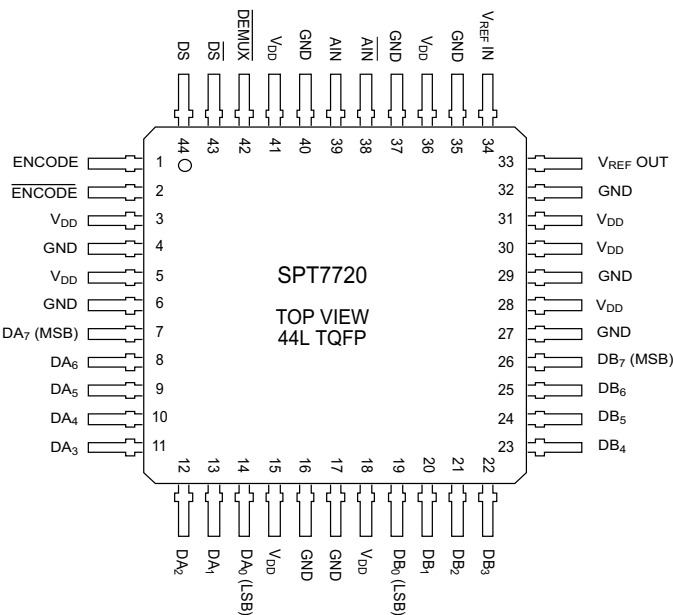 DS
D̅S̅
D̅E̅M̅U̅X̅
VDD
GND
AIN
A̅I̅N̅
GND
VDD
GND
VREF IN
44
43
42
41
40
39
38
37
36
35
34
ENCODE 1
E̅N̅C̅O̅D̅E̅ 2
VDD 3
GND 4
VDD 5
GND 6
DA7 (MSB) 7
DA6 8
DA5 9
DA4 10
DA3 11
SPT7720
TOP VIEW
44L TQFP
33 VREF OUT
32 GND
31 VDD
30 VDD
29 GND
28 VDD
27 GND
26 DB7 (MSB)
25 DB6
24 DB5
23 DB4
12
13
14
15
16
17
18
19
20
21
22
DA2
DA1
DA0 (LSB)
VDD
GND
GND
VDD
DB0 (LSB)
DB1
DB2
DB3